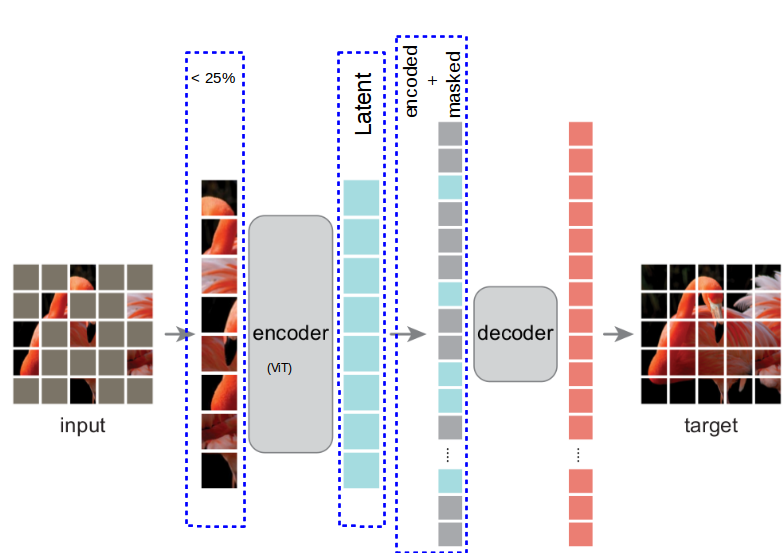 < 25%
Latent
encoded
+
masked
encoder
(ViT)
decoder
input
target